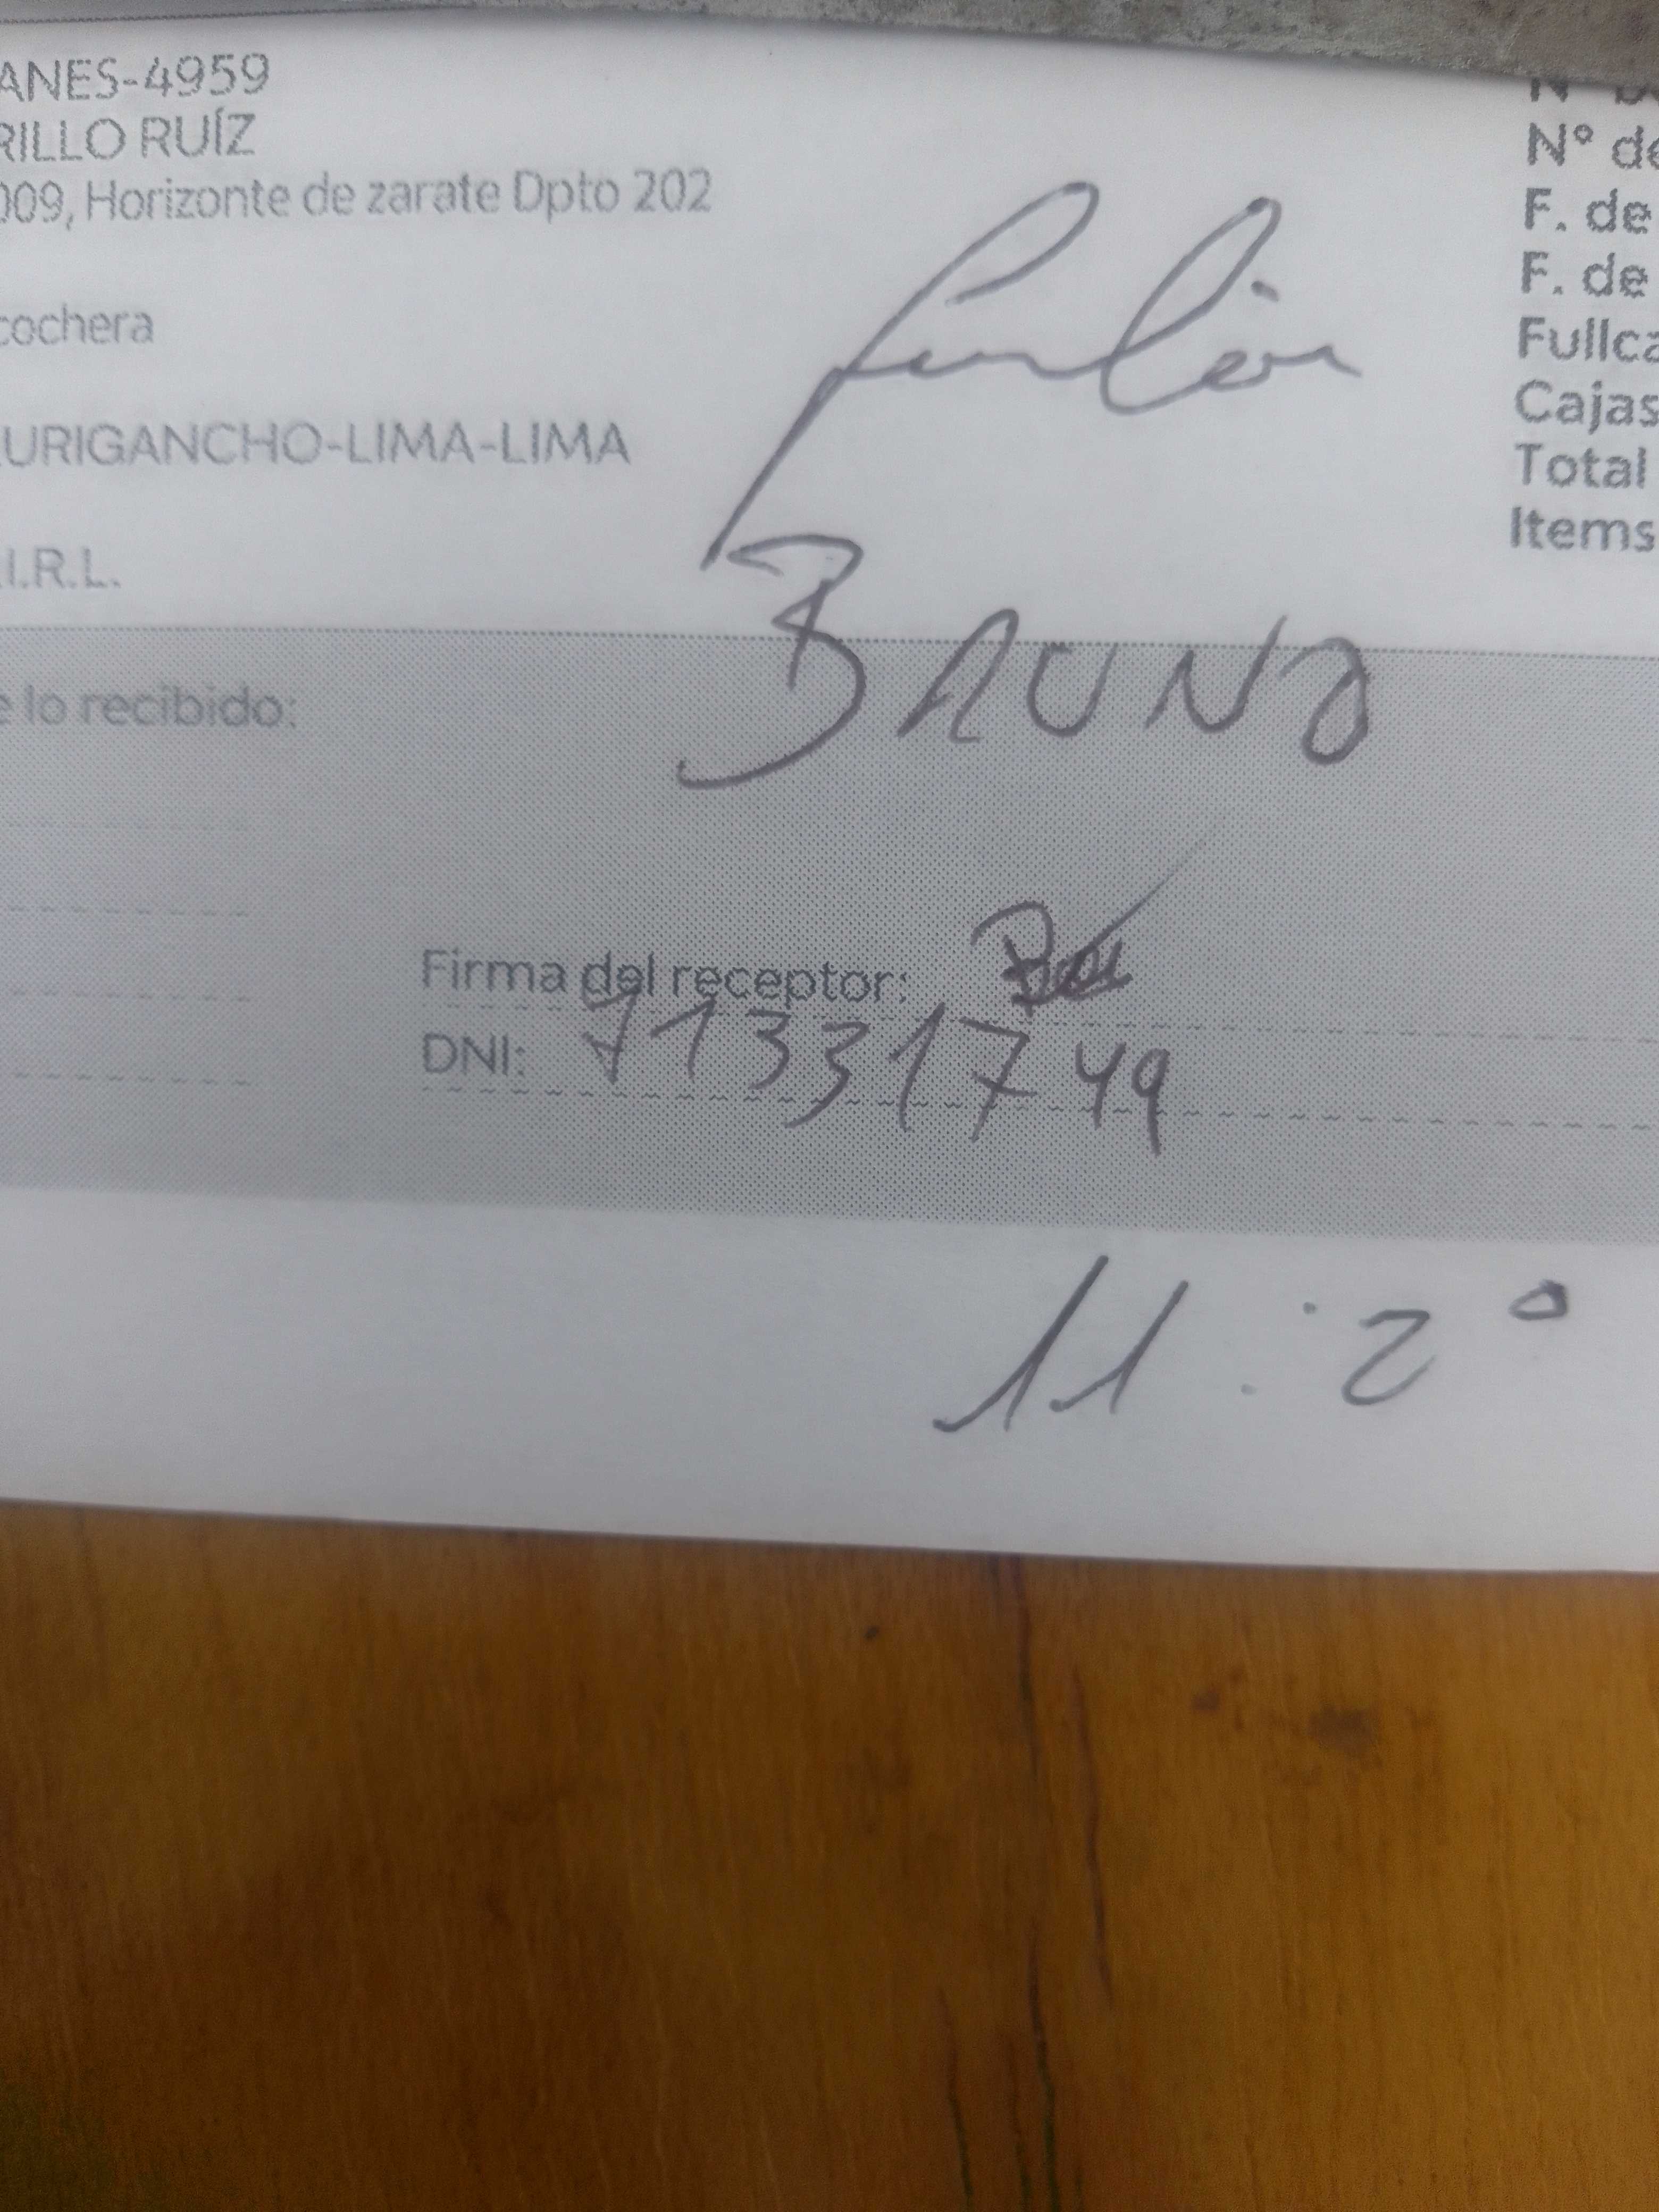 ANES-4959
RILLO RUÍZ
009, Horizonte de zarate Dpto 202
cochera
URIGANCHO-LIMA-LIMA
.I.R.L.
N°
N° de
F. de
F. de
Fullca
Cajas
Total
Items
BRUNO
e lo recibido:
Firma del receptor:
DNI: 71331749
11:20